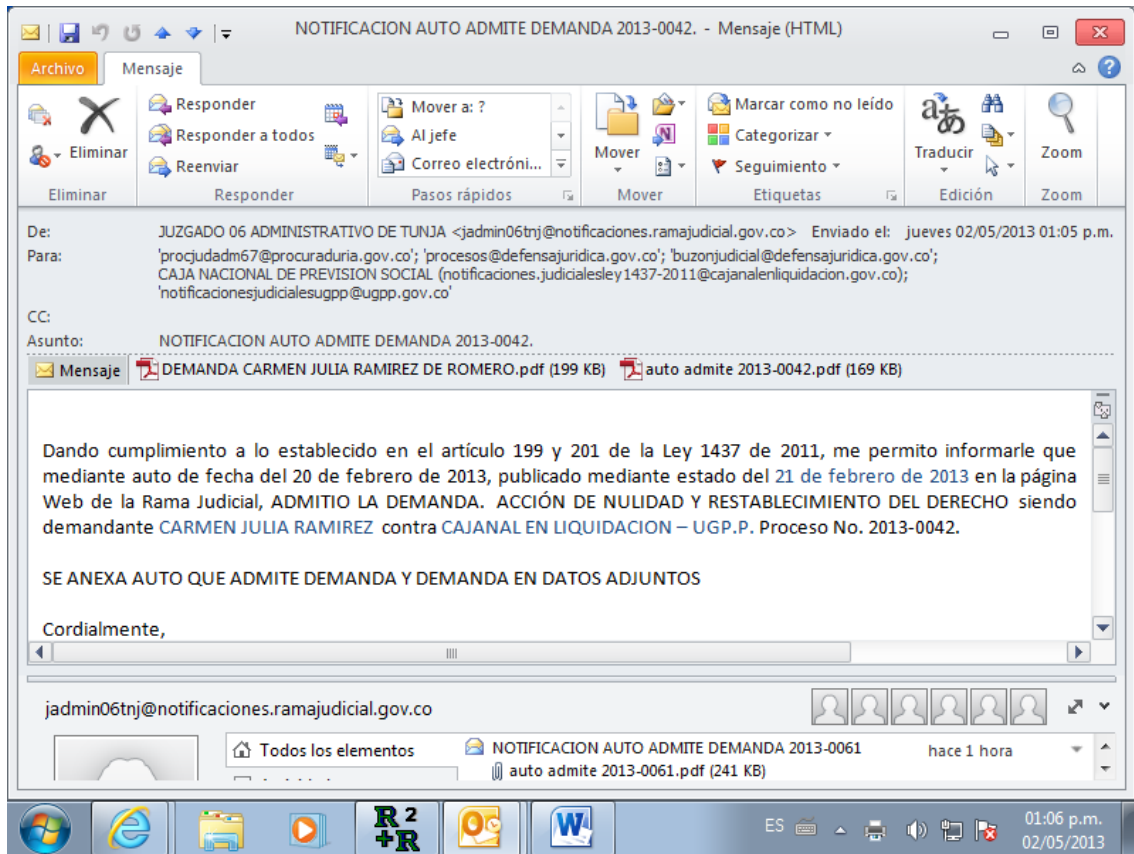 NOTIFICACION AUTO ADMITE DEMANDA 2013-0042. - Mensaje (HTML)
Archivo Mensaje
Eliminar
Responder
Responder a todos
Reenviar
Mover a: ?
Al jefe
Correo electróni...
Mover
Marcar como no leído
Categorizar
Seguimiento
Traducir
Zoom
Eliminar Responder Pasos rápidos Mover Etiquetas Edición Zoom
De: JUZGADO 06 ADMINISTRATIVO DE TUNJA <jadmin06tnj@notificaciones.ramajudicial.gov.co> Enviado el: jueves 02/05/2013 01:05 p.m.
Para: 'procjudadm67@procuraduria.gov.co'; 'procesos@defensajuridica.gov.co'; 'buzonjudicial@defensajuridica.gov.co';
CAJA NACIONAL DE PREVISION SOCIAL (notificaciones.judicialesley1437-2011@cajanalenliquidacion.gov.co);
'notificacionesjudicialesugpp@ugpp.gov.co'
CC:
Asunto: NOTIFICACION AUTO ADMITE DEMANDA 2013-0042.
Mensaje DEMANDA CARMEN JULIA RAMIREZ DE ROMERO.pdf (199 KB) auto admite 2013-0042.pdf (169 KB)
Dando cumplimiento a lo establecido en el artículo 199 y 201 de la Ley 1437 de 2011, me permito informarle que
mediante auto de fecha del 20 de febrero de 2013, publicado mediante estado del 21 de febrero de 2013 en la página
Web de la Rama Judicial, ADMITIO LA DEMANDA. ACCIÓN DE NULIDAD Y RESTABLECIMIENTO DEL DERECHO siendo
demandante CARMEN JULIA RAMIREZ contra CAJANAL EN LIQUIDACION – UGP.P. Proceso No. 2013-0042.
SE ANEXA AUTO QUE ADMITE DEMANDA Y DEMANDA EN DATOS ADJUNTOS
Cordialmente,
jadmin06tnj@notificaciones.ramajudicial.gov.co
Todos los elementos NOTIFICACION AUTO ADMITE DEMANDA 2013-0061 hace 1 hora
auto admite 2013-0061.pdf (241 KB)
R 2
+R
ES 01:06 p.m.
02/05/2013